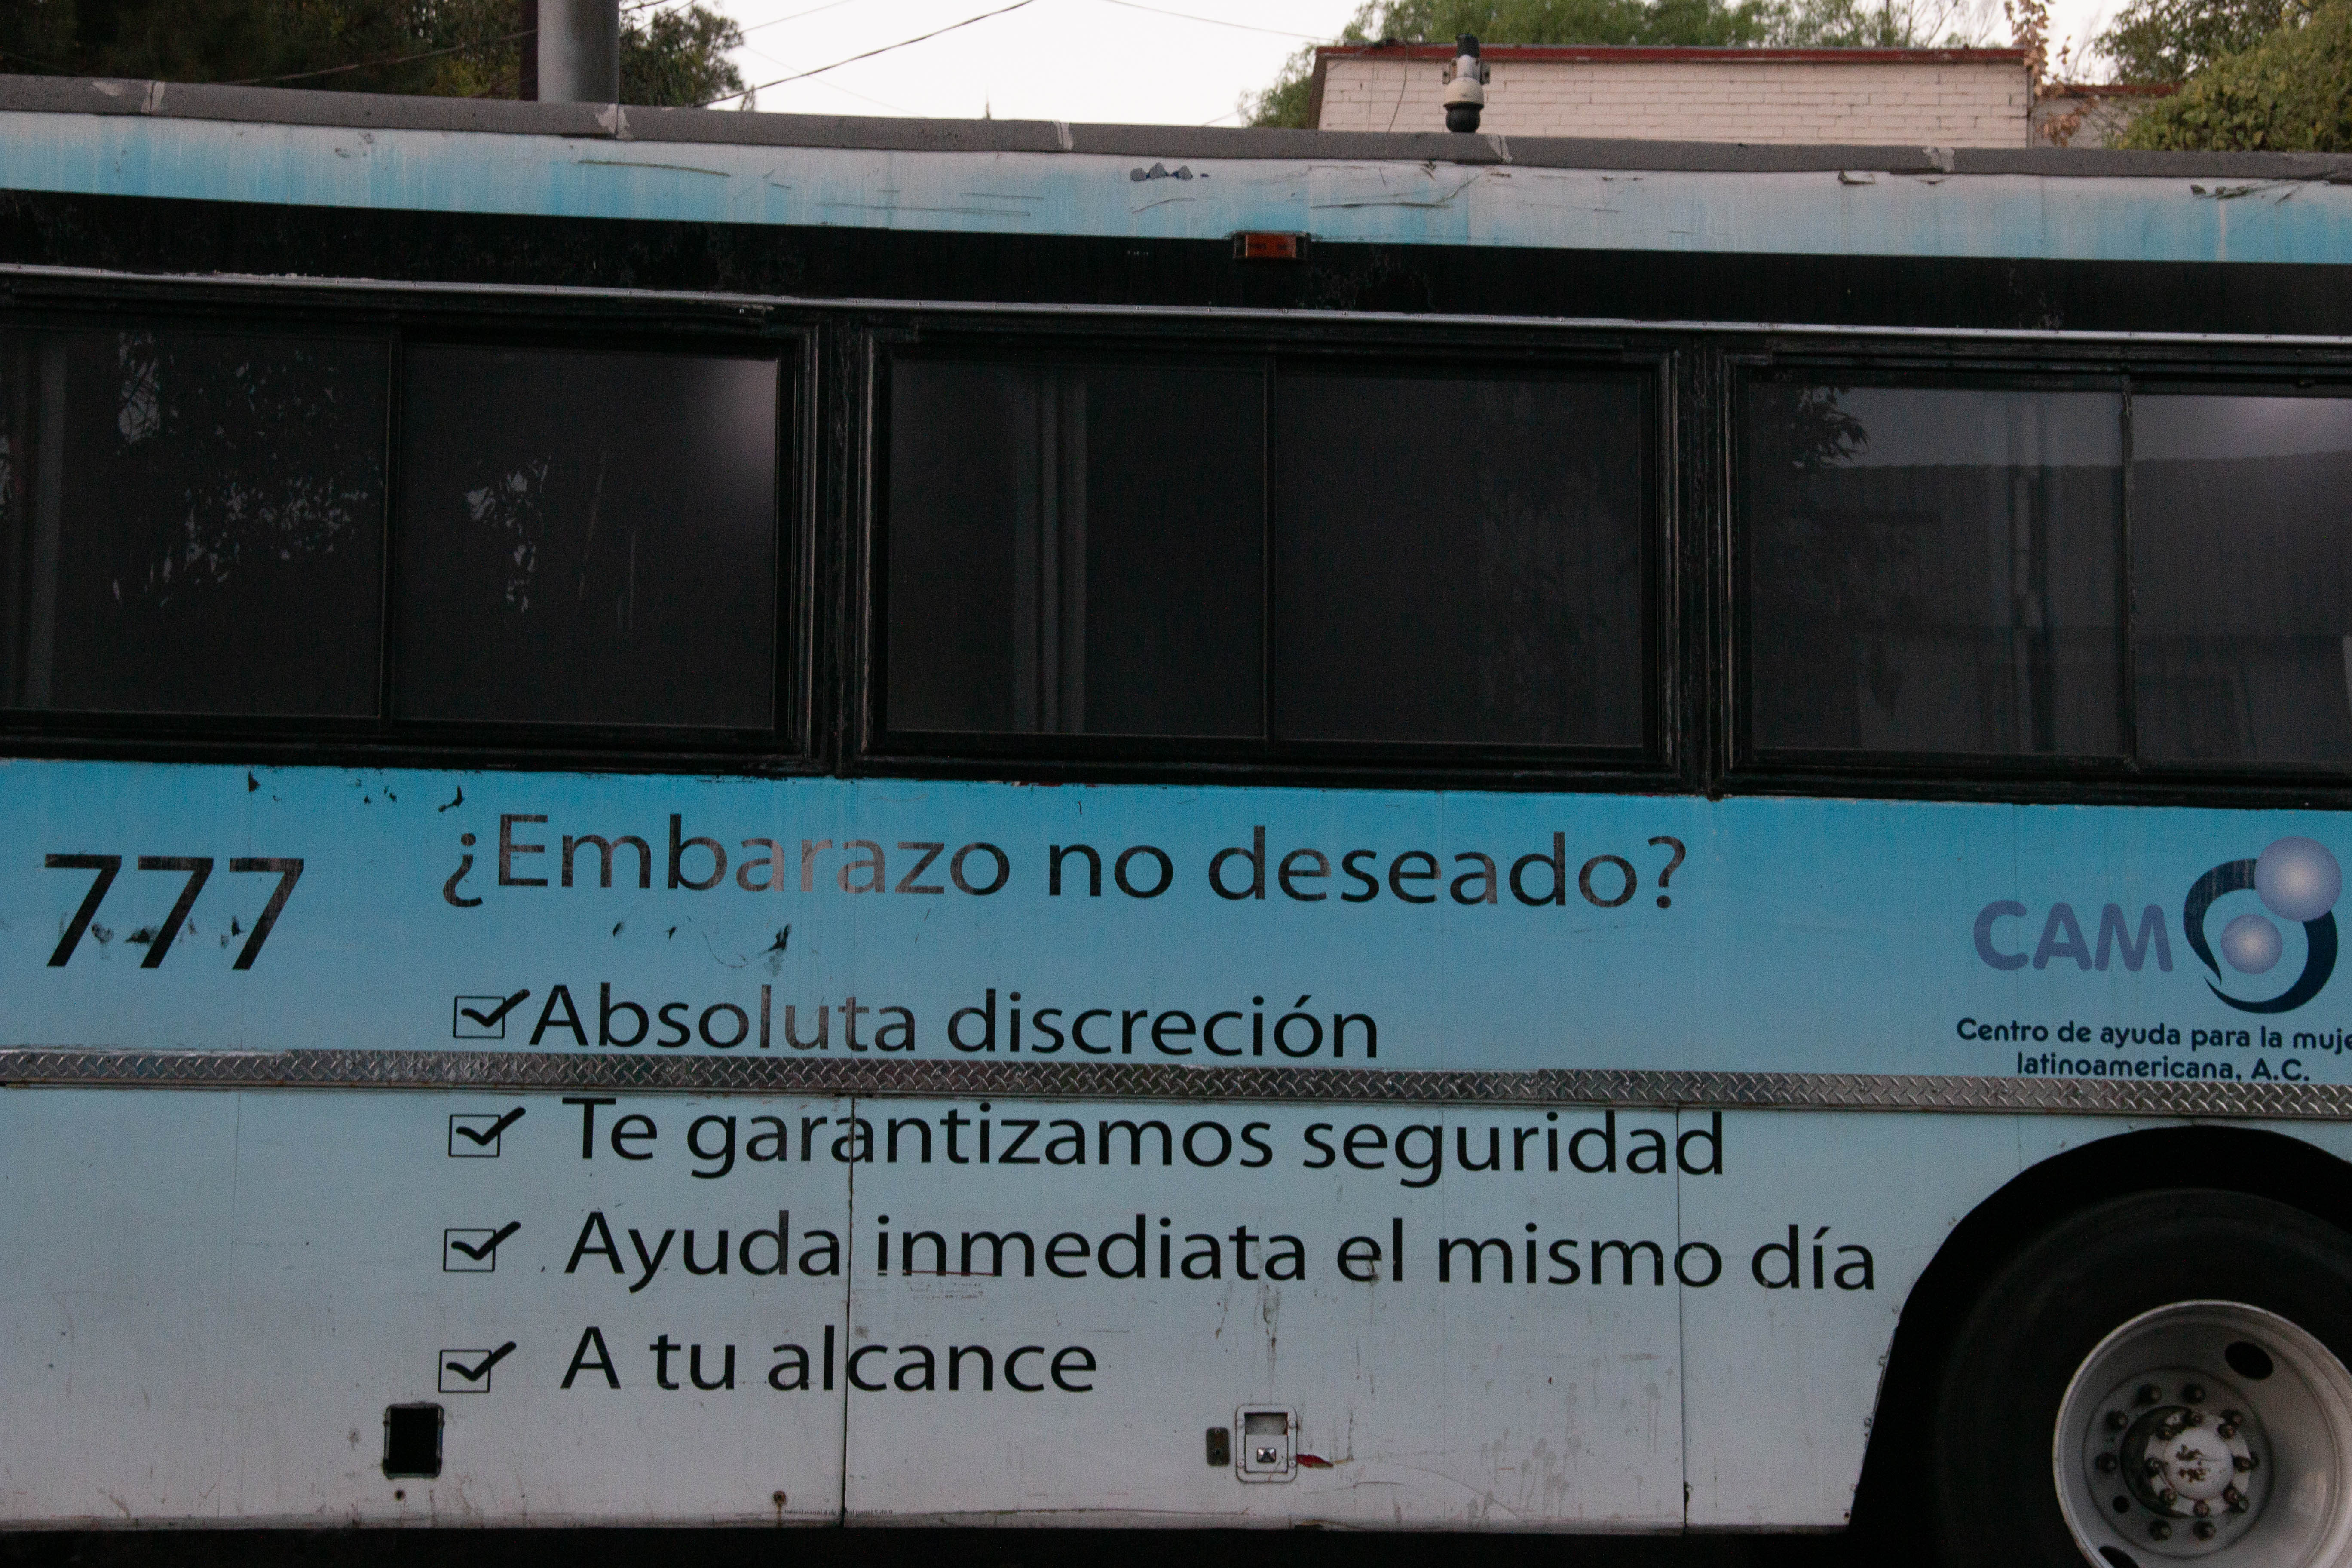 777
¿Embarazo no deseado?
Absoluta discreción
Te garantizamos seguridad
Ayuda inmediata el mismo día
A tu alcance
CAM
Centro de ayuda para la muje
latinoamericana, A.C.